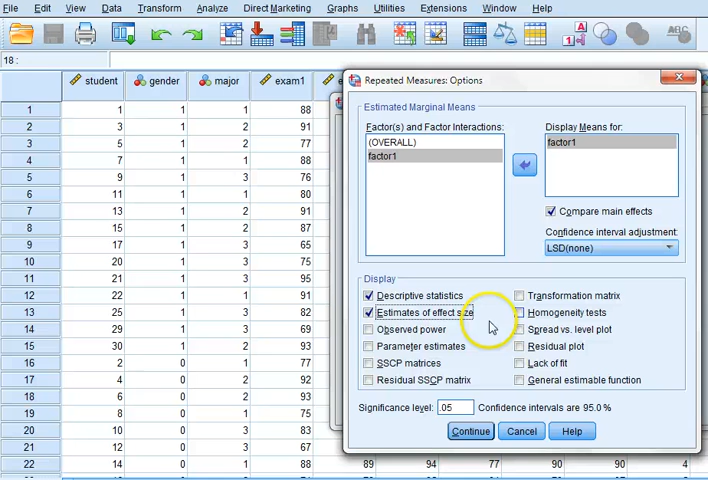 File Edit View Data Transform Analyze Direct Marketing Graphs Utilities Extensions Window Help
18 :
student gender major exam1
Repeated Measures: Options
Estimated Marginal Means
Factor(s) and Factor Interactions: Display Means for:
(OVERALL) factor1
factor1
Compare main effects
Confidence interval adjustment:
LSD(none)
Display
Descriptive statistics Transformation matrix
Estimates of effect size Homogeneity tests
Observed power Spread vs. level plot
Parameter estimates Residual plot
SSCP matrices Lack of fit
Residual SSCP matrix General estimable function
Significance level: .05 Confidence intervals are 95.0 %
Continue Cancel Help
1 1 1 1 88
2 3 1 2 91
3 5 1 2 77
4 7 1 1 88
5 9 1 3 76
6 11 1 1 80
7 13 1 2 91
8 15 1 2 87
9 17 1 3 65
10 20 1 3 75
11 21 1 3 95
12 22 1 1 91
13 25 1 3 82
14 29 1 3 69
15 30 1 2 93
16 2 0 1 77
17 4 0 2 92
18 6 0 2 93
19 8 0 1 75
20 10 0 3 83
21 12 0 3 67
22 14 0 1 88 89 94 77 90 90 4